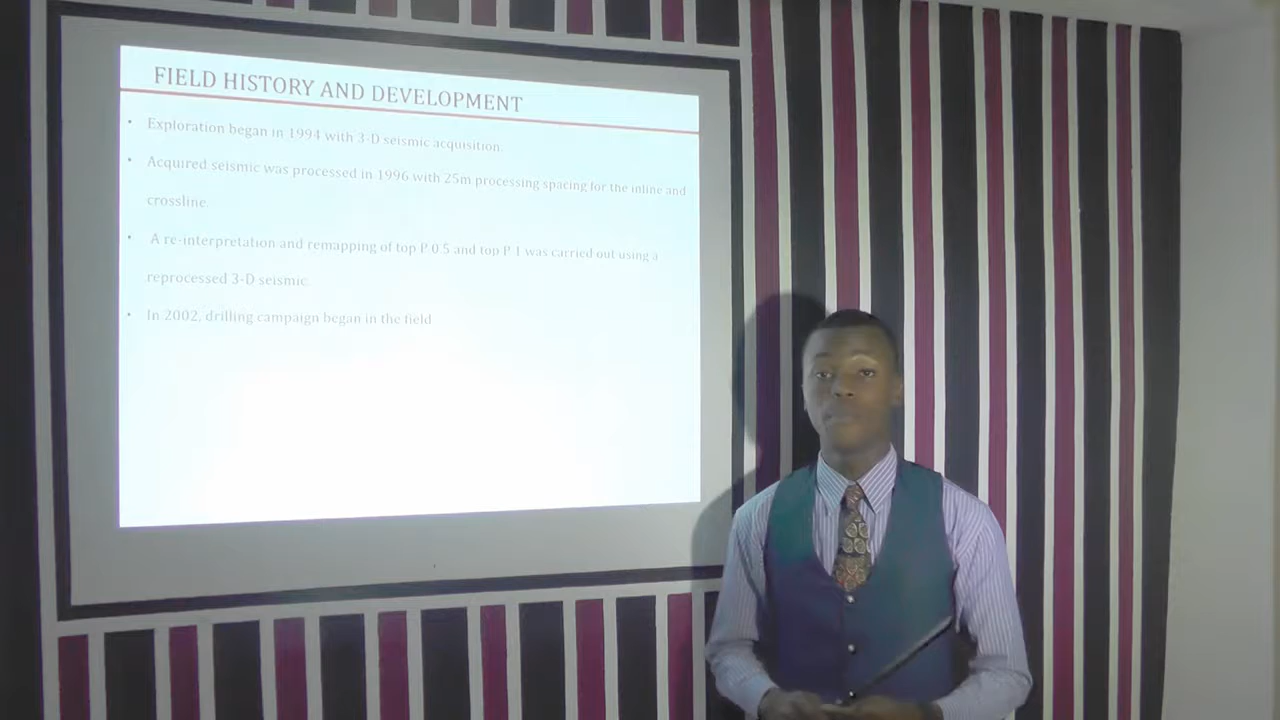 FIELD HISTORY AND DEVELOPMENT
• Exploration began in 1994 with 3-D seismic acquisition.
• Acquired seismic was processed in 1996 with 25m processing spacing for the inline and
crossline.
• A re-interpretation and remapping of top P 0.5 and top P 1 was carried out using a
reprocessed 3-D seismic.
• In 2002, drilling campaign began in the field